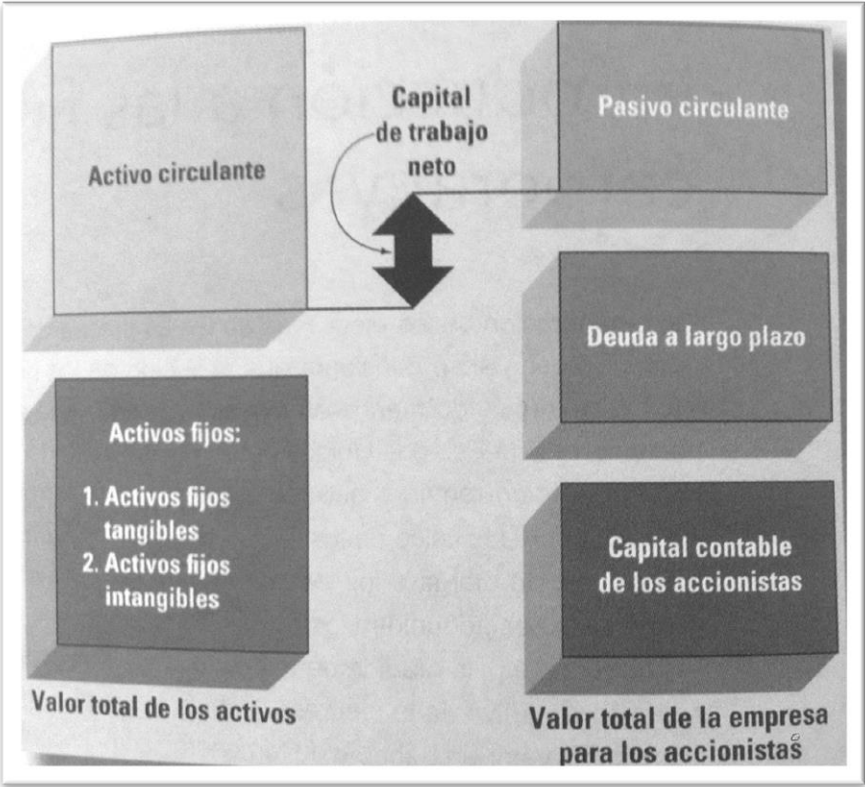 Activo circulante
Capital
de trabajo
neto
Pasivo circulante
Deuda a largo plazo
Activos fijos:
1. Activos fijos
tangibles
2. Activos fijos
intangibles
Capital contable
de los accionistas
Valor total de los activos
Valor total de la empresa
para los accionistas